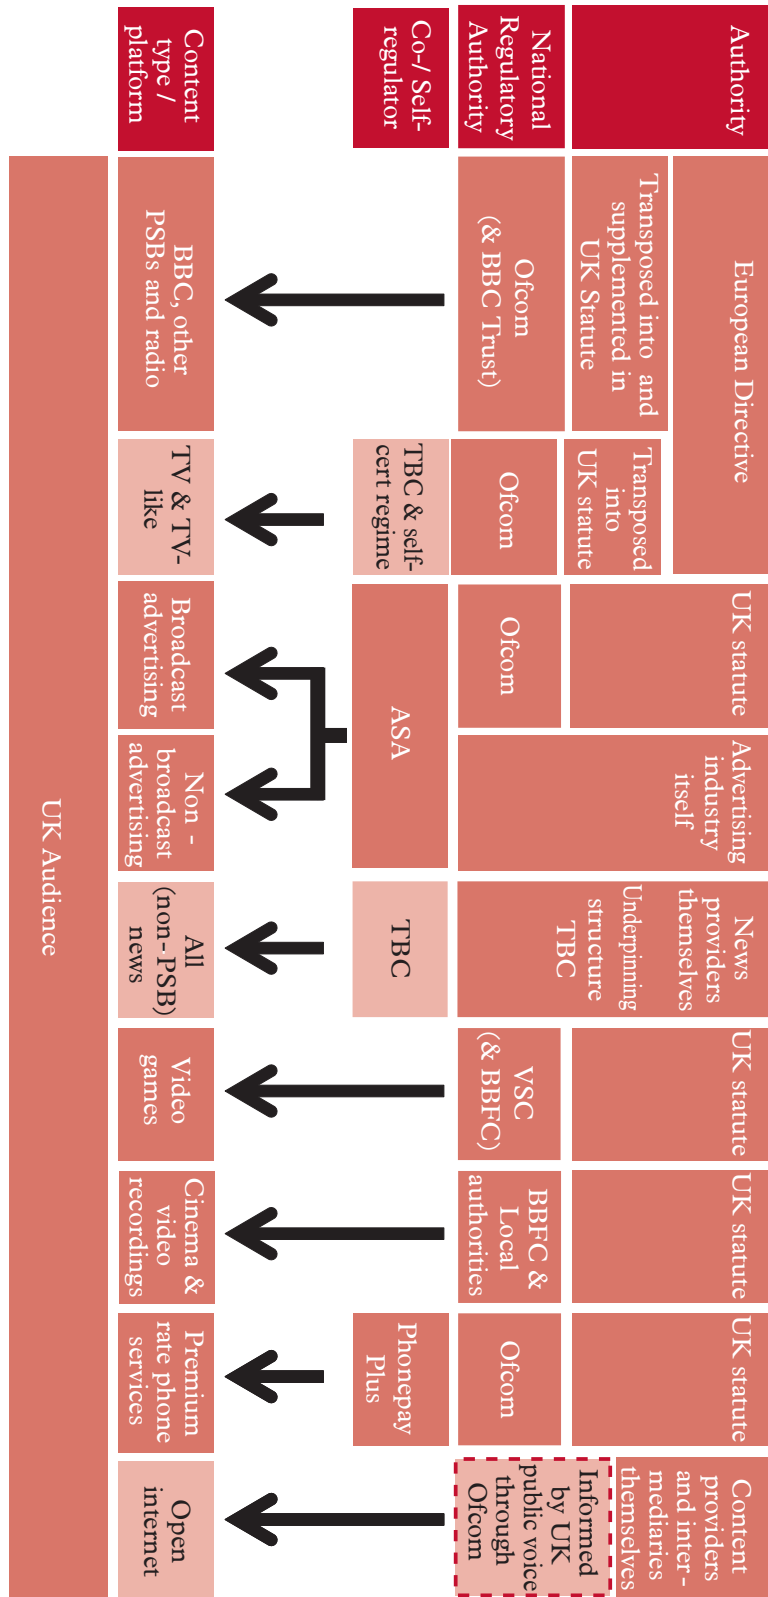 Authority
European Directive
Transposed into and
supplemented in
UK Statute
Transposed
into
UK statute
UK statute
Advertising
industry
itself
News
providers
themselves
Underpinning
structure
TBC
UK statute
UK statute
UK statute
Content
providers
and inter -
mediaries
themselves
National
Regulatory
Authority
Ofcom
(& BBC Trust)
Ofcom
Ofcom
VSC
(& BBFC)
BBFC &
Local
authorities
Ofcom
Informed
by UK
public voice
through
Ofcom
Co-/ Self-
regulator
TBC & self-
cert regime
ASA
TBC
Phonepay
Plus
Content
type /
platform
BBC, other
PSBs and radio
TV & TV-
like
Broadcast
advertising
Non -
broadcast
advertising
All
(non-·PSB)
news
Video
games
Cinema &
video
recordings
Premium
rate phone
services
Open
internet
UK Audience